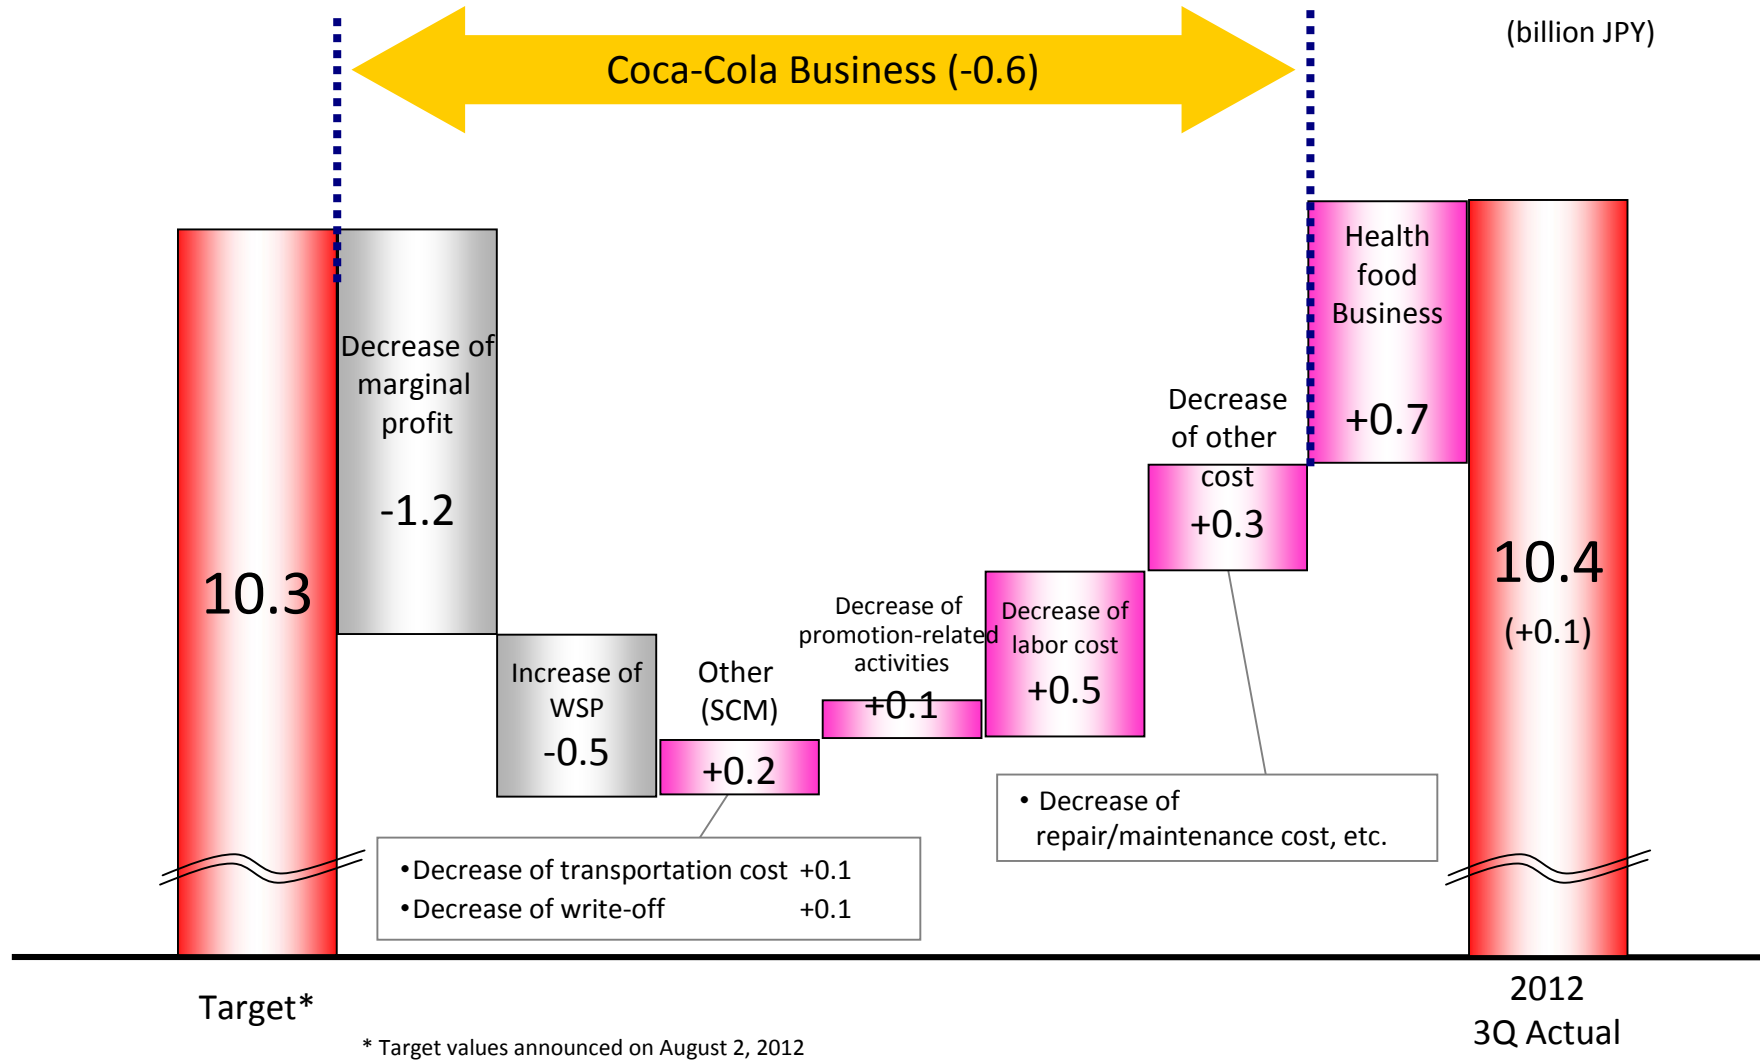 (billion JPY)
Coca-Cola Business (-0.6)
10.3
Decrease of
marginal
profit
-1.2
Increase of
WSP
-0.5
Other
(SCM)
+0.2
Decrease of
promotion-related
activities
+0.1
Decrease of
labor cost
+0.5
Decrease
of other
cost
+0.3
Health
food
Business
+0.7
10.4
(+0.1)
•Decrease of transportation cost +0.1
•Decrease of write-off +0.1
• Decrease of
repair/maintenance cost, etc.
Target*
2012
3Q Actual
* Target values announced on August 2, 2012